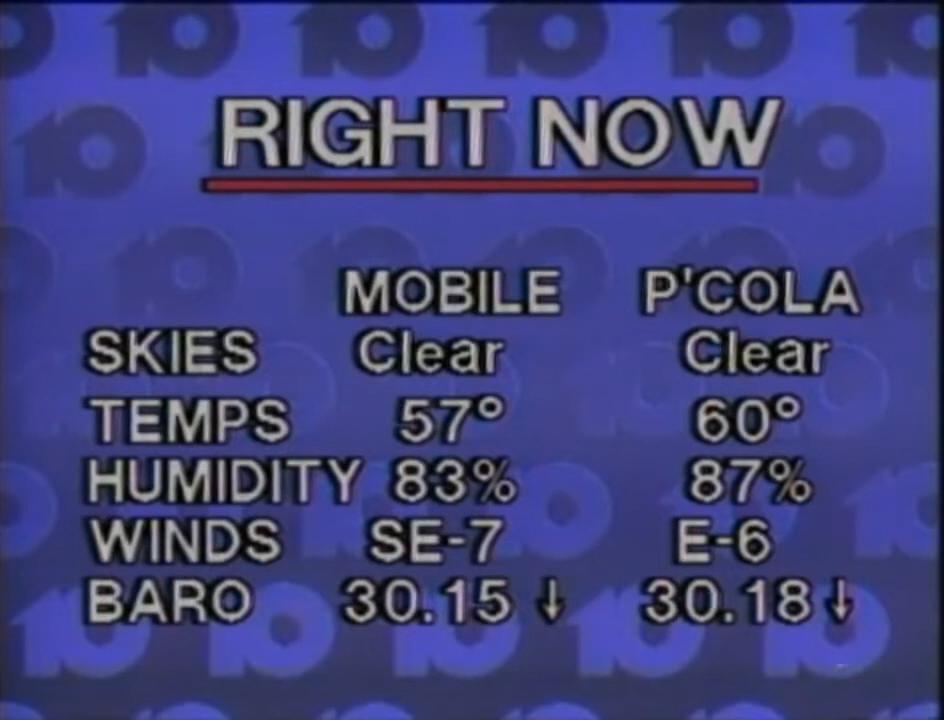 RIGHT NOW
MOBILE P'COLA
SKIES Clear Clear
TEMPS 57° 60°
HUMIDITY 83% 87%
WINDS SE-7 E-6
BARO 30.15 ↓ 30.18 ↓